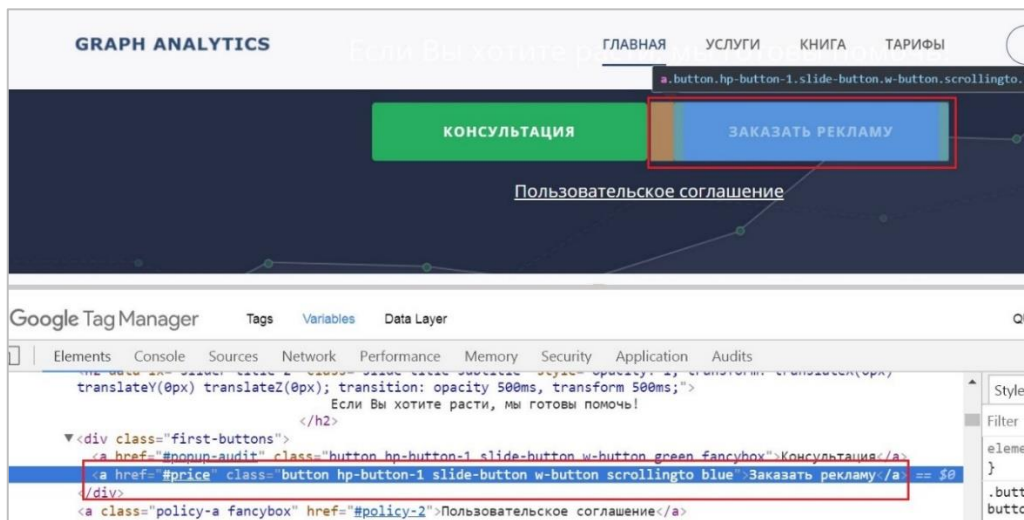 GRAPH ANALYTICS
Если Вы хотите расти, мы готовы помочь!
ГЛАВНАЯ УСЛУГИ КНИГА ТАРИФЫ
a.button.hp-button-1.slide-button.w-button.scrollingto.
КОНСУЛЬТАЦИЯ
ЗАКАЗАТЬ РЕКЛАМУ
Пользовательское соглашение
Google Tag Manager Tags Variables Data Layer
Elements Console Sources Network Performance Memory Security Application Audits
translateY(0px) translateZ(0px); transition: opacity 500ms, transform 500ms;">
Если Вы хотите расти, мы готовы помочь!
</h2>
▼<div class="first-buttons">
<a href="#popup-audit" class="button hp-button-1 slide-button w-button green fancybox">Консультация</a>
<a href="#price" class="button hp-button-1 slide-button w-button scrollingto blue">Заказать рекламу</a> == $0
</div>
<a class="policy-a fancybox" href="#policy-2">Пользовательское соглашение</a>
Style
Filter
eleme
}
.butt
butto